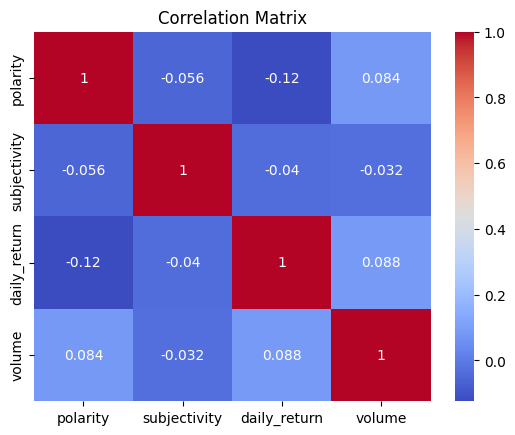 Correlation Matrix
polarity
1
-0.056
-0.12
0.084
subjectivity
-0.056
1
-0.04
-0.032
daily_return
-0.12
-0.04
1
0.088
volume
0.084
-0.032
0.088
1
polarity
subjectivity
daily_return
volume
1.0
0.8
0.6
0.4
0.2
0.0